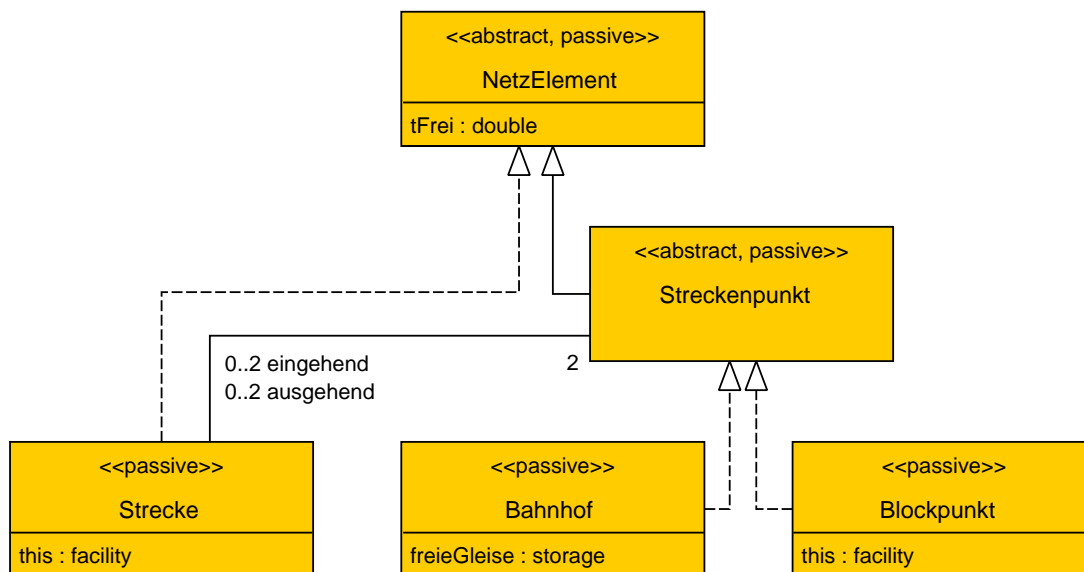 <<abstract, passive>>
NetzElement
tFrei : double
<<abstract, passive>>
Streckenpunkt
0..2 eingehend
2
0..2 ausgehend
<<passive>>
Strecke
this : facility
<<passive>>
Bahnhof
freieGleise : storage
<<passive>>
Blockpunkt
this : facility